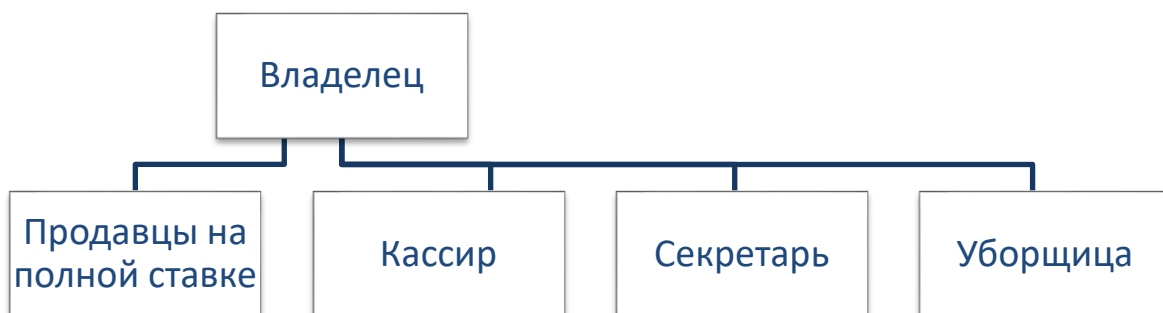 Владелец
Продавцы на
полной ставке
Кассир
Секретарь
Уборщица